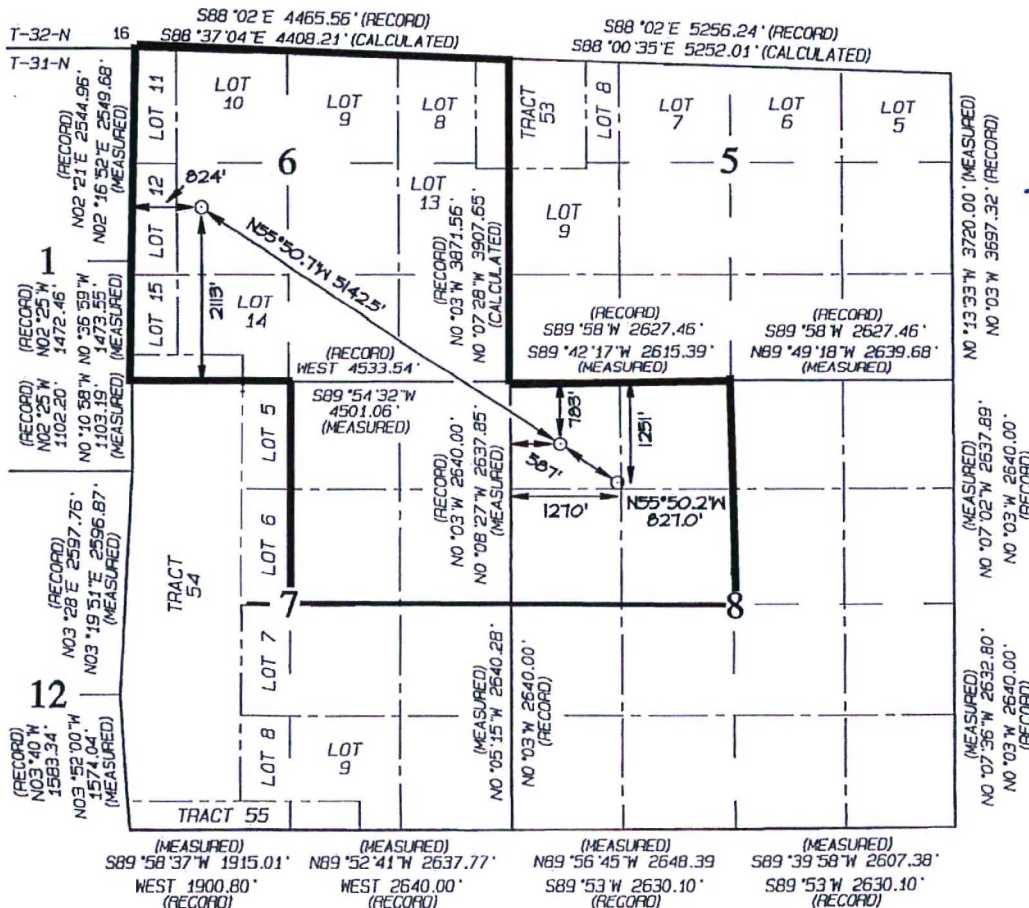 S88°02'E 4465.56' (RECORD)
S88°37'04"E 4408.21' (CALCULATED)
S88°02'E 5256.24' (RECORD)
S88°00'35"E 5252.01' (CALCULATED)
T-32-N
16
T-31-N
(RECORD)
N02°21'E 2544.96'
N02°16'52"E 2549.68'
(MEASURED)
LOT 11
LOT
10
LOT
9
LOT
8
TRACT
53
LOT 8
LOT
7
LOT
6
LOT
5
6
5
824'
LOT 12
LOT
13
LOT
9
N55°50.7'W 5142.5'
2113'
N0°03'W 3871.56'
(RECORD)
N0°07'28"W 3907.65'
(CALCULATED)
N0°13'33"W 3720.00' (MEASURED)
N0°03'W 3697.32' (RECORD)
1
(RECORD)
N02°25'W
1472.46'
N0°36'59"W
1473.55'
(MEASURED)
LOT 15
LOT
14
(RECORD)
WEST 4533.54'
S89°54'32"W
4501.06'
(MEASURED)
(RECORD)
S89°58'W 2627.46'
S89°42'17"W 2615.39'
(MEASURED)
(RECORD)
S89°58'W 2627.46'
N89°49'18"W 2639.68'
(MEASURED)
(RECORD)
N02°25'W
1102.20'
N0°10'58"W
1103.19'
(MEASURED)
LOT 5
(RECORD)
N0°03'W 2640.00'
N0°08'27"W 2637.85'
(MEASURED)
783'
587'
1251'
1270'
N55°50.2'W
827.0'
(MEASURED)
N0°07'02"W 2637.89'
N0°03'W 2640.00'
(RECORD)
(RECORD)
N03°28'E 2597.76'
N03°19'51"E 2596.87'
(MEASURED)
TRACT
54
LOT 6
7
8
12
LOT 7
(MEASURED)
N0°05'15"W 2640.28'
N0°03'W 2640.00'
(RECORD)
(MEASURED)
N0°07'36"W 2632.80'
N0°03'W 2640.00'
(RECORD)
(RECORD)
N03°40'W
1583.34'
N03°52'00"W
1574.04'
(MEASURED)
LOT 8
LOT
9
TRACT 55
(MEASURED)
S89°58'37"W 1915.01'
WEST 1900.80'
(RECORD)
(MEASURED)
N89°52'41"W 2637.77'
WEST 2640.00'
(RECORD)
(MEASURED)
N89°56'45"W 2648.39
S89°53'W 2630.10'
(RECORD)
(MEASURED)
S89°39'58"W 2607.38'
S89°53'W 2630.10'
(RECORD)